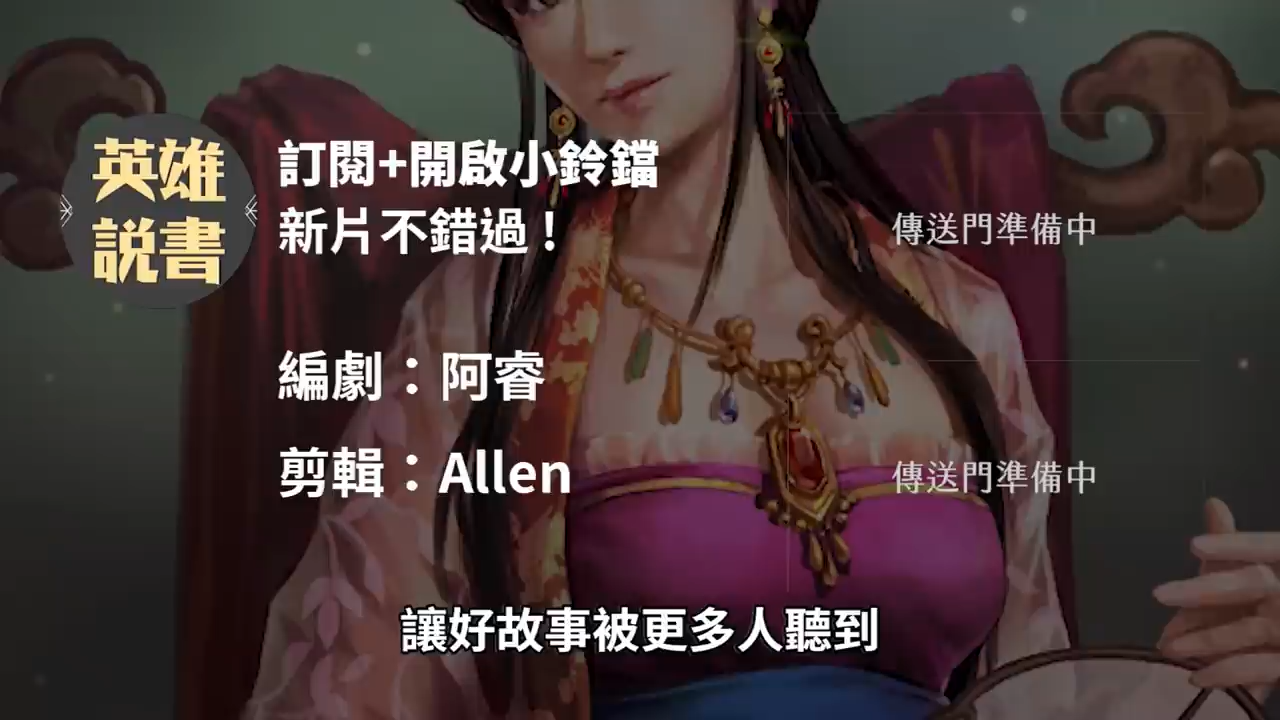 英雄
説書
訂閱+開啟小鈴鐺
新片不錯過！
傳送門準備中
編劇：阿睿
剪輯：Allen
傳送門準備中
讓好故事被更多人聽到